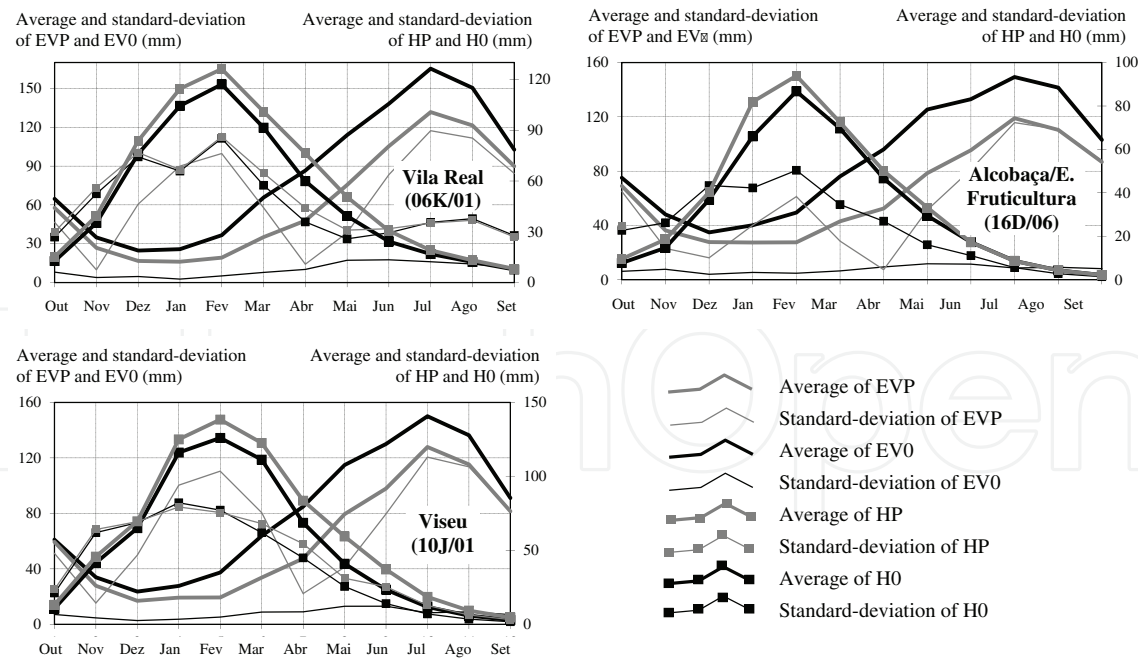 Average and standard-deviation of EVP and EV0 (mm)
Average and standard-deviation of HP and H0 (mm)
150
120
90
60
30
0
120
90
60
30
0
Vila Real
(06K/01)
Out Nov Dez Jan Fev Mar Abr Mai Jun Jul Ago Set
Average and standard-deviation of EVP and EV (mm)
Average and standard-deviation of HP and H0 (mm)
160
120
80
40
0
100
80
60
40
20
0
Alcobaça/E.
Fruticultura
(16D/06)
Out Nov Dez Jan Fev Mar Abr Mai Jun Jul Ago Set
Average and standard-deviation of EVP and EV0 (mm)
Average and standard-deviation of HP and H0 (mm)
160
120
80
40
0
150
100
50
0
Viseu
(10J/01
Out Nov Dez Jan Fev Mar Abr Mai Jun Jul Ago Set
Average of EVP
Standard-deviation of EVP
Average of EV0
Standard-deviation of EV0
Average of HP
Standard-deviation of HP
Average of H0
Standard-deviation of H0
nOpen